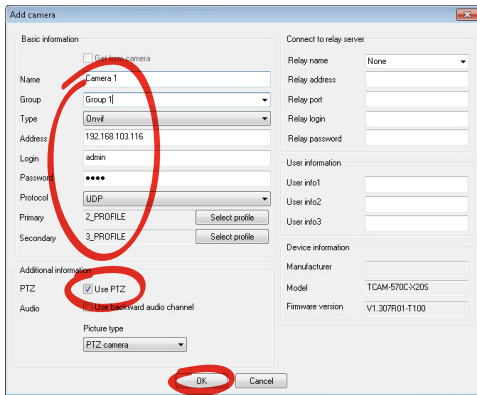 Add camera
Basic information
Get from camera
Name Camera 1
Group Group 1
Type Onvif
Address 192.168.103.116
Login admin
Password ••••
Protocol UDP
Primary 2_PROFILE Select profile
Secondary 3_PROFILE Select profile
Additional information
PTZ Use PTZ
Audio Use backward audio channel
Picture type
PTZ camera
Connect to relay server
Relay name None
Relay address
Relay port
Relay login
Relay password
User information
User info1
User info2
User info3
Device information
Manufacturer
Model TCAM-570C-X20S
Firmware version V1.307R01-T100
OK Cancel